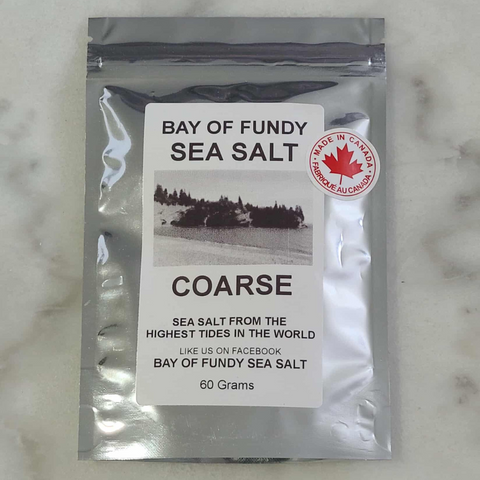 BAY OF FUNDY
SEA SALT
MADE IN CANADA
FABRIQUÉ AU CANADA
COARSE
SEA SALT FROM THE
HIGHEST TIDES IN THE WORLD
LIKE US ON FACEBOOK
BAY OF FUNDY SEA SALT
60 Grams